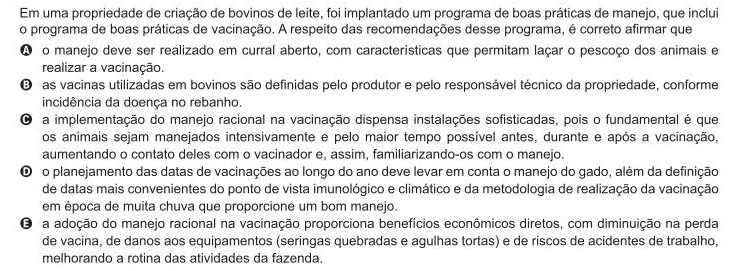 Em uma propriedade de criação de bovinos de leite, foi implantado um programa de boas práticas de manejo, que inclui
o programa de boas práticas de vacinação. A respeito das recomendações desse programa, é correto afirmar que
A o manejo deve ser realizado em curral aberto, com características que permitam laçar o pescoço dos animais e
realizar a vacinação.
B as vacinas utilizadas em bovinos são definidas pelo produtor e pelo responsável técnico da propriedade, conforme
incidência da doença no rebanho.
C a implementação do manejo racional na vacinação dispensa instalações sofisticadas, pois o fundamental é que
os animais sejam manejados intensivamente e pelo maior tempo possível antes, durante e após a vacinação,
aumentando o contato deles com o vacinador e, assim, familiarizando-os com o manejo.
D o planejamento das datas de vacinações ao longo do ano deve levar em conta o manejo do gado, além da definição
de datas mais convenientes do ponto de vista imunológico e climático e da metodologia de realização da vacinação
em época de muita chuva que proporcione um bom manejo.
E a adoção do manejo racional na vacinação proporciona benefícios econômicos diretos, com diminuição na perda
de vacina, de danos aos equipamentos (seringas quebradas e agulhas tortas) e de riscos de acidentes de trabalho,
melhorando a rotina das atividades da fazenda.